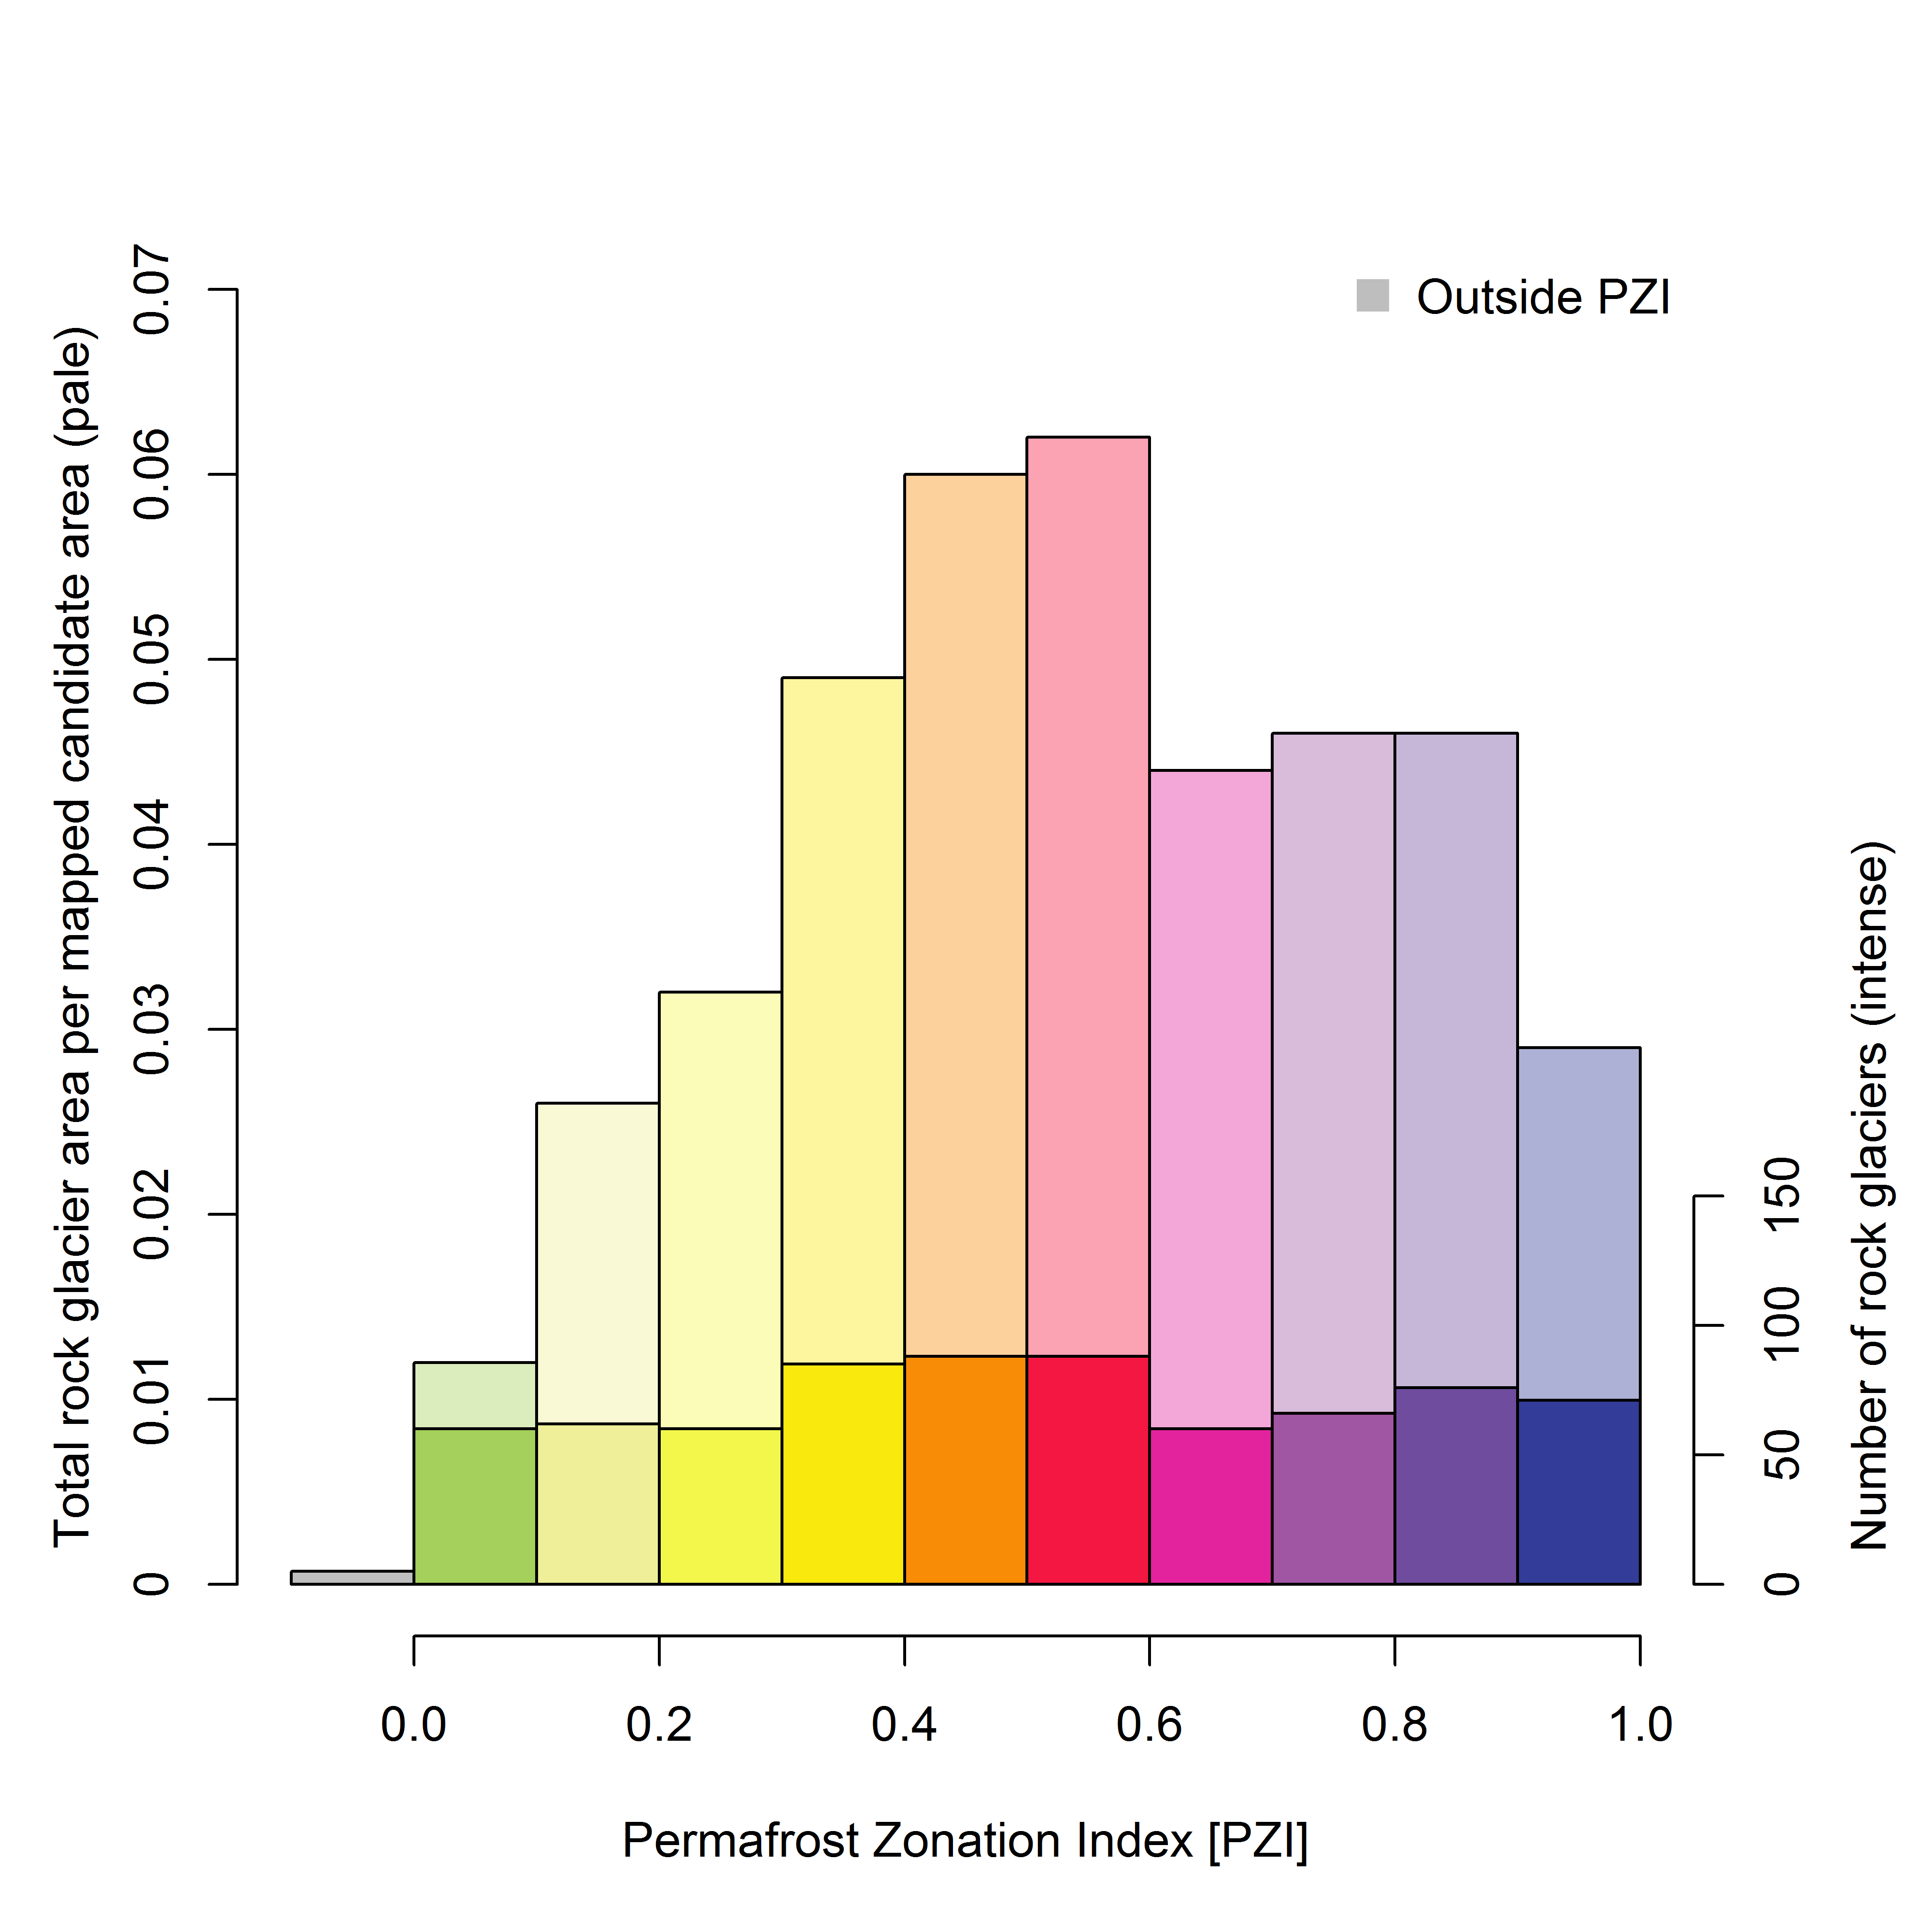 Outside PZI
Total rock glacier area per mapped candidate area (pale)
0.07
0.06
0.05
0.04
0.03
0.02
0.01
0
150
100
50
0
Number of rock glaciers (intense)
0.0 0.2 0.4 0.6 0.8 1.0
Permafrost Zonation Index [PZI]